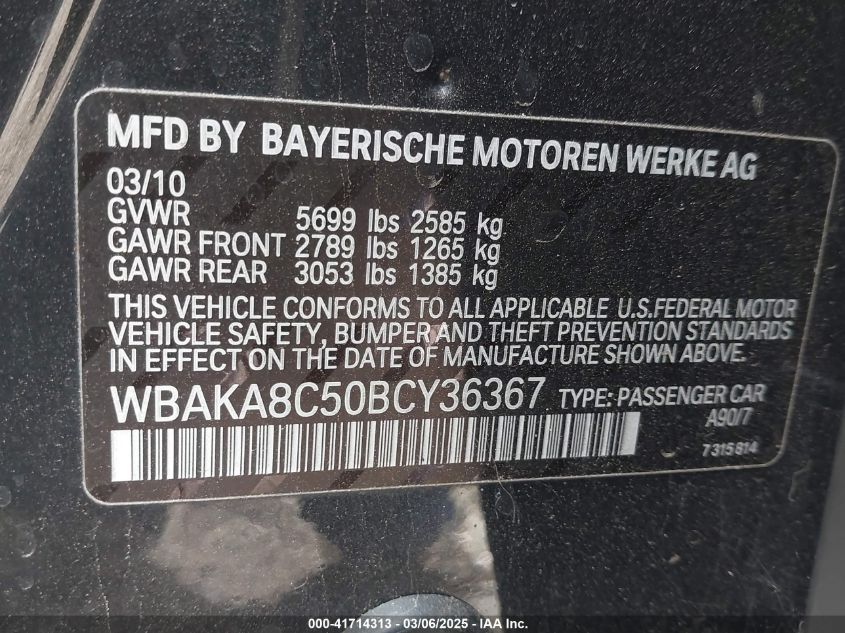 MFD BY BAYERISCHE MOTOREN WERKE AG
03/10
GVWR 5699 lbs 2585 kg
GAWR FRONT 2789 lbs 1265 kg
GAWR REAR 3053 lbs 1385 kg
THIS VEHICLE CONFORMS TO ALL APPLICABLE U.S.FEDERAL MOTOR
VEHICLE SAFETY, BUMPER AND THEFT PREVENTION STANDARDS
IN EFFECT ON THE DATE OF MANUFACTURE SHOWN ABOVE.
WBAKA8C50BCY36367 TYPE: PASSENGER CAR
A90/7
7315814
000-41714313 — 03/06/2025 — IAA Inc.